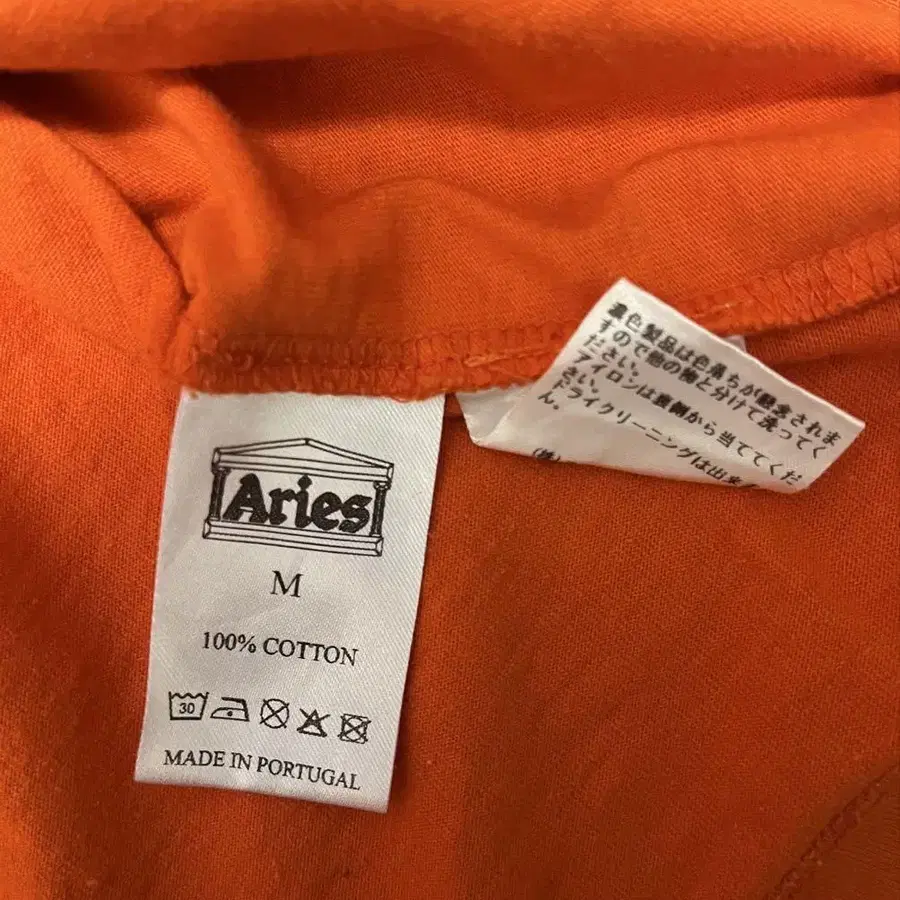 Aries
M
100% COTTON
30
MADE IN PORTUGAL
濃色製品は色落ちが懸念されま
すので他の物と分けて洗ってく
ださい。
アイロンは裏側から当ててくだ
さい。
ドライクリーニングは出来
ん。
(株)